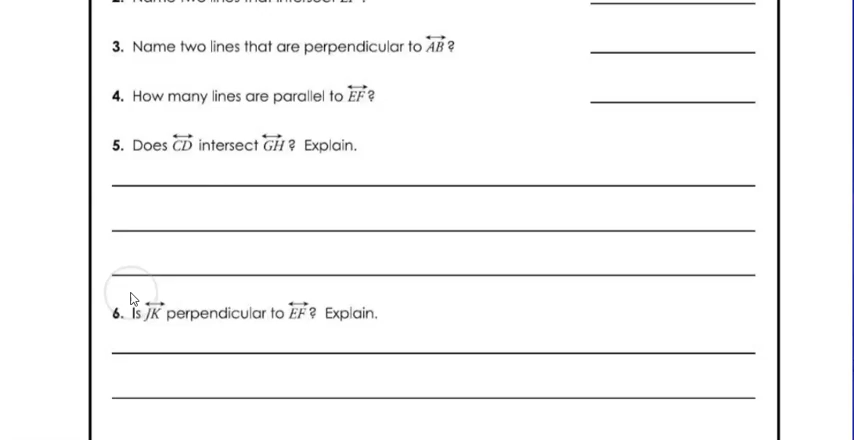 3. Name two lines that are perpendicular to AB?
4. How many lines are parallel to EF?
5. Does CD intersect GH? Explain.
6. Is JK perpendicular to EF? Explain.